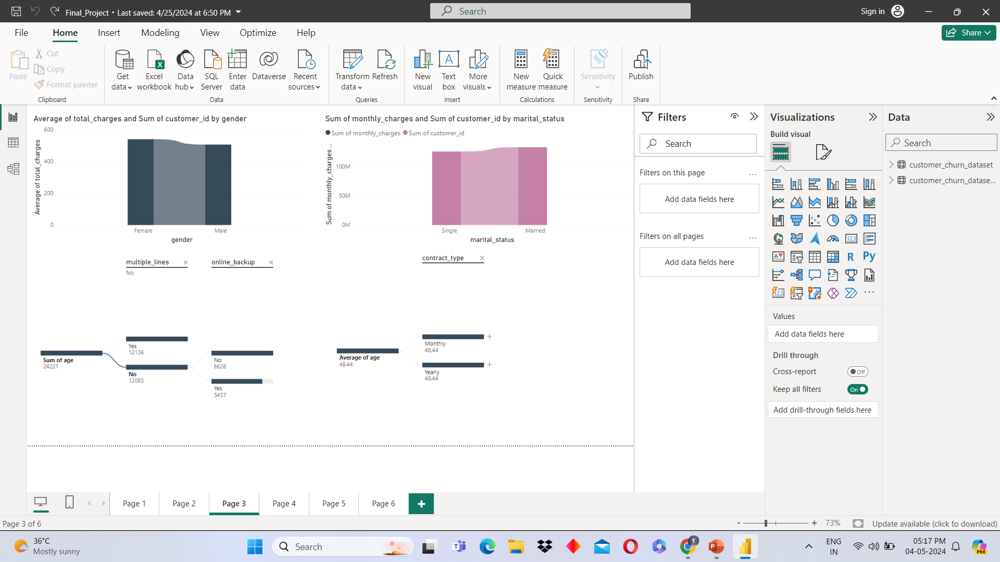 Final_Project • Last saved: 4/25/2024 at 6:50 PM
Search
Sign in
File
Home
Insert
Modeling
View
Optimize
Help
Share
Paste
Cut
Copy
Format painter
Clipboard
Get data
Excel workbook
Data hub
SQL Server
Enter data
Dataverse
Recent sources
Data
Transform data
Refresh
Queries
New visual
Text box
More visuals
Insert
New measure
Quick measure
Calculations
Sensitivity
Sensitivity
Publish
Share
Average of total_charges and Sum of customer_id by gender
Average of total_charges
600
400
200
0
Female
Male
gender
Sum of monthly_charges and Sum of customer_id by marital_status
Sum of monthly_charges
Sum of customer_id
Sum of monthly_charges ...
100M
50M
0M
Single
Married
marital_status
multiple_lines
No
online_backup
Sum of age
24221
Yes
12136
No
12085
No
6628
Yes
5457
contract_type
Average of age
48.44
Monthly
48.44
Yearly
48.44
Filters
Search
Filters on this page
...
Add data fields here
Filters on all pages
...
Add data fields here
Visualizations
Build visual
123
R
Py
123
...
Values
Add data fields here
Drill through
Cross-report
Off
Keep all filters
On
Add drill-through fields here
Data
Search
customer_churn_dataset
customer_churn_datase...
Page 1
Page 2
Page 3
Page 4
Page 5
Page 6
+
Page 3 of 6
- + 73%
Update available (click to download)
36°C
Mostly sunny
Search
ENG
IN
05:17 PM
04-05-2024
PRE